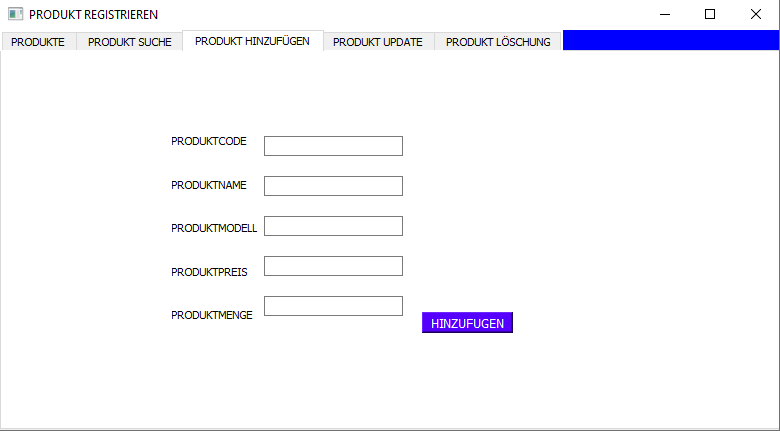 PRODUKT REGISTRIEREN
PRODUKTE PRODUKT SUCHE PRODUKT HINZUFÜGEN PRODUKT UPDATE PRODUKT LÖSCHUNG
PRODUKTCODE
PRODUKTNAME
PRODUKTMODELL
PRODUKTPREIS
PRODUKTMENGE
HINZUFUGEN